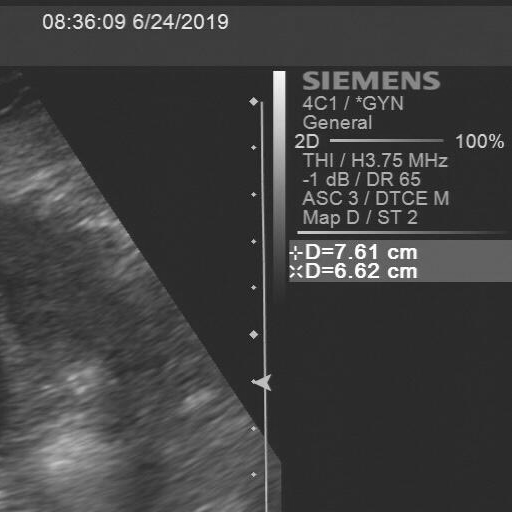 08:36:09 6/24/2019
SIEMENS
4C1 / *GYN
General
2D 100%
THI / H3.75 MHz
-1 dB / DR 65
ASC 3 / DTCE M
Map D / ST 2
D=7.61 cm
D=6.62 cm